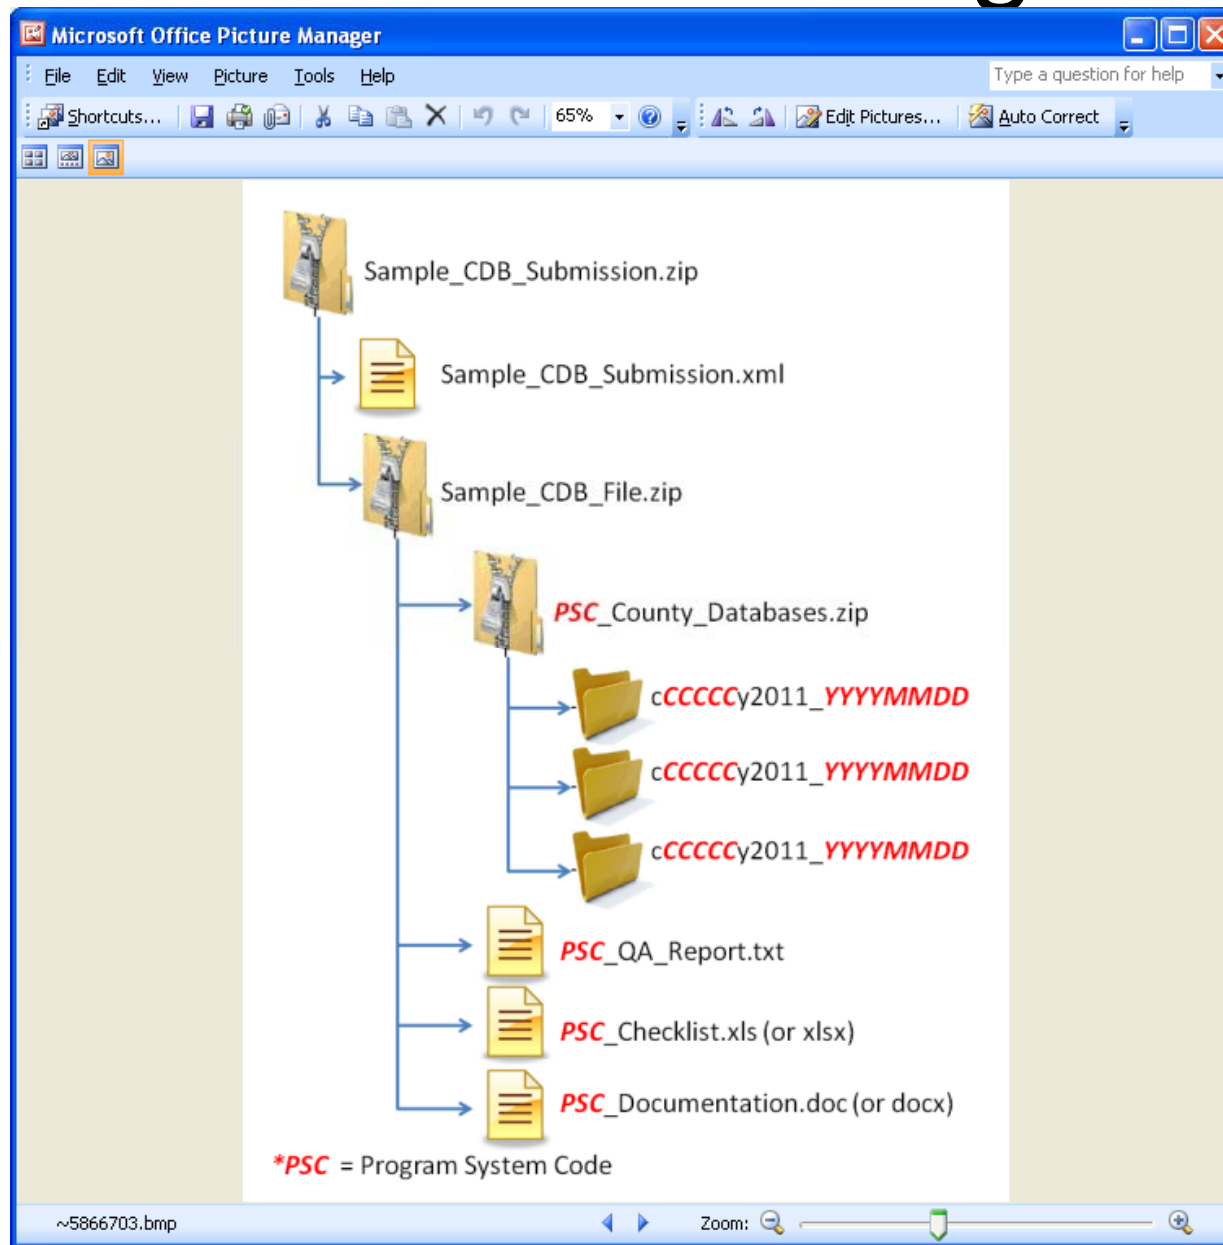 Microsoft Office Picture Manager
File Edit View Picture Tools Help Type a question for help
Shortcuts... 65% Edit Pictures... Auto Correct
Sample_CDB_Submission.zip
Sample_CDB_Submission.xml
Sample_CDB_File.zip
PSC_County_Databases.zip
cCCCCCy2011_YYYYMMDD
cCCCCCy2011_YYYYMMDD
cCCCCCy2011_YYYYMMDD
PSC_QA_Report.txt
PSC_Checklist.xls (or xlsx)
PSC_Documentation.doc (or docx)
*PSC = Program System Code
~5866703.bmp Zoom: